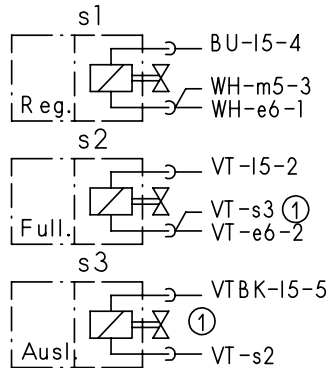 s1
BU-15-4
WH-m5-3
Reg.
WH-e6-1
s2
VT-15-2
VT-s3 ①
Full.
VT-e6-2
s3
VTBK-15-5
①
Ausl.
VT-s2